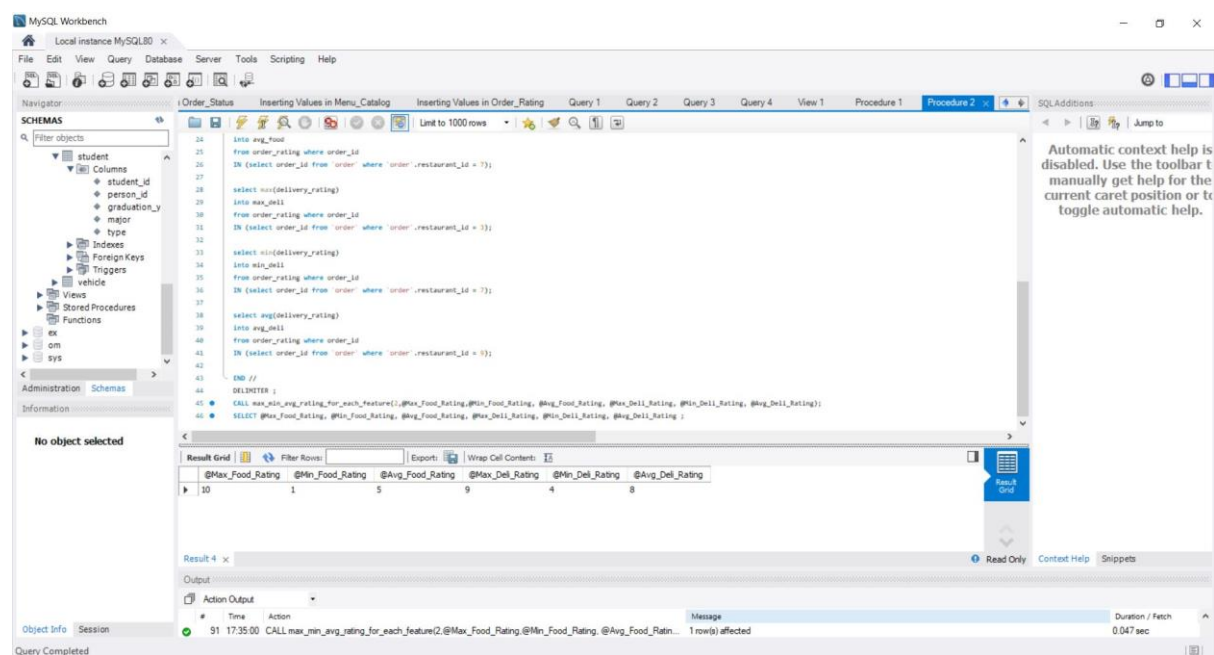 MySQL Workbench
Local instance MySQL80 ×
File Edit View Query Database Server Tools Scripting Help
Navigator
SCHEMAS
Filter objects
student
Columns
student_id
person_id
graduation_y
major
type
Indexes
Foreign Keys
Triggers
vehicle
Views
Stored Procedures
Functions
ex
om
sys
Administration Schemas
Information
No object selected
Object Info Session
Query Completed
Order_Status Inserting Values in Menu_Catalog Inserting Values in Order_Rating Query 1 Query 2 Query 3 Query 4 View 1 Procedure 1 Procedure 2 ×
Limit to 1000 rows
24 into avg_food
25 from order_rating where order_id
26 IN (select order_id from `order` where `order`.restaurant_id = 7);
27
28 select max(delivery_rating)
29 into max_deli
30 from order_rating where order_id
31 IN (select order_id from `order` where `order`.restaurant_id = 3);
32
33 select min(delivery_rating)
34 into min_deli
35 from order_rating where order_id
36 IN (select order_id from `order` where `order`.restaurant_id = 7);
37
38 select avg(delivery_rating)
39 into avg_deli
40 from order_rating where order_id
41 IN (select order_id from `order` where `order`.restaurant_id = 9);
42
43 END //
44 DELIMITER ;
45 CALL max_min_avg_rating_for_each_feature(2,@Max_Food_Rating,@Min_Food_Rating, @Avg_Food_Rating, @Max_Deli_Rating, @Min_Deli_Rating, @Avg_Deli_Rating);
46 SELECT @Max_Food_Rating, @Min_Food_Rating, @Avg_Food_Rating, @Max_Deli_Rating, @Min_Deli_Rating, @Avg_Deli_Rating ;
Result Grid Filter Rows: Export: Wrap Cell Content:
@Max_Food_Rating @Min_Food_Rating @Avg_Food_Rating @Max_Deli_Rating @Min_Deli_Rating @Avg_Deli_Rating
10 1 5 9 4 8
Result Grid
Result 4 × Read Only
Output
Action Output
# Time Action Message Duration / Fetch
91 17:35:00 CALL max_min_avg_rating_for_each_feature(2,@Max_Food_Rating,@Min_Food_Rating, @Avg_Food_Ratin... 1 row(s) affected 0.047 sec
SQLAdditions
Jump to
Automatic context help is
disabled. Use the toolbar t
manually get help for the
current caret position or to
toggle automatic help.
Context Help Snippets